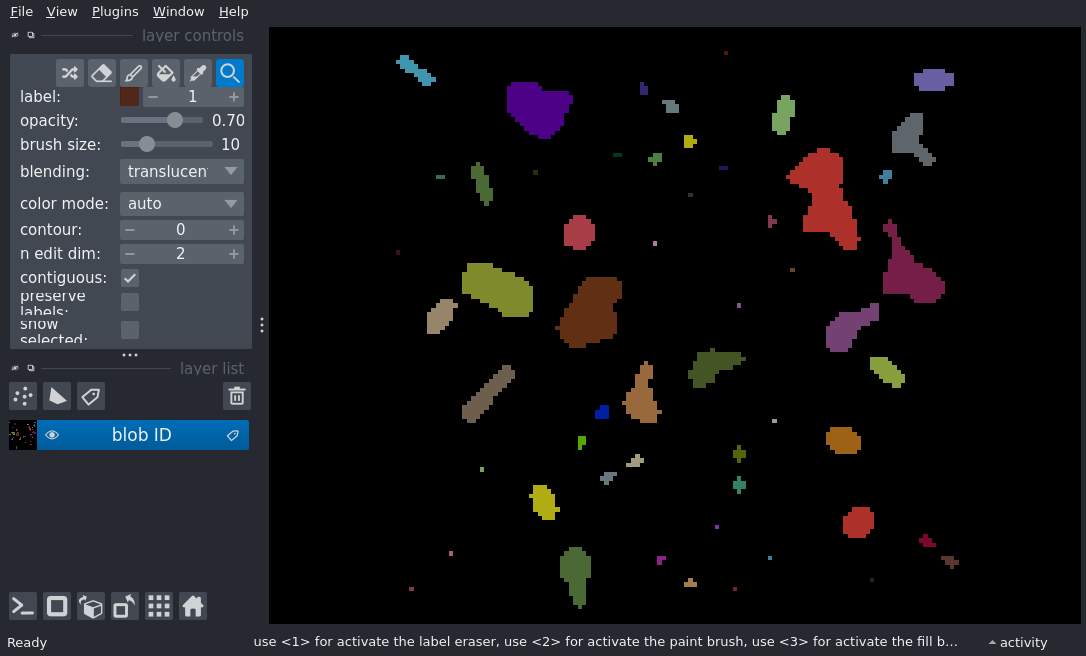 File View Plugins Window Help
layer controls
label: 1
opacity: 0.70
brush size: 10
blending: translucen
color mode: auto
contour: 0
n edit dim: 2
contiguous:
preserve
labels:
show
selected:
layer list
blob ID
Ready use <1> for activate the label eraser, use <2> for activate the paint brush, use <3> for activate the fill b... activity